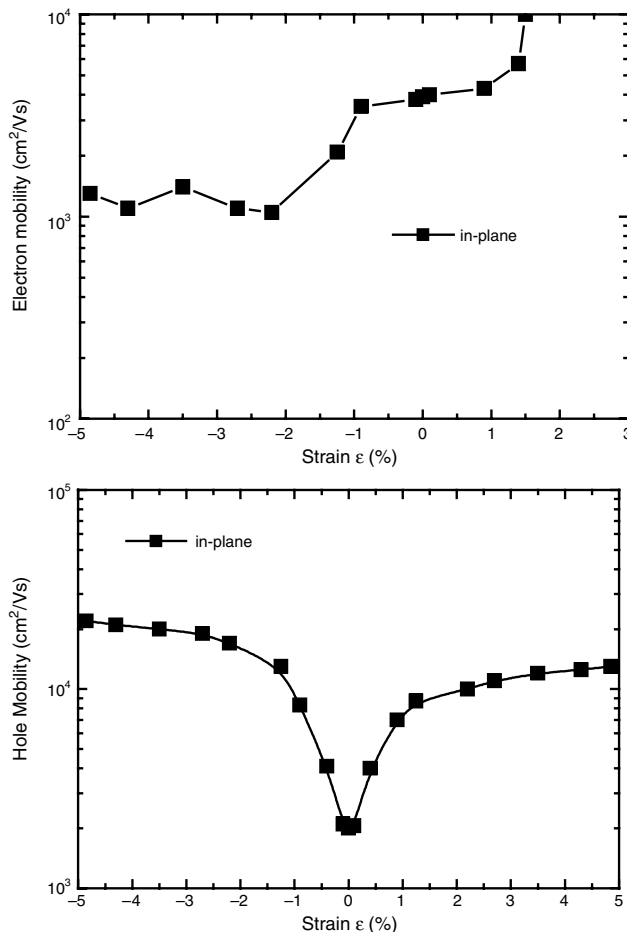 10⁴
Electron mobility (cm²/Vs)
10³
in-plane
10²
−5 −4 −3 −2 −1 0 1 2 3
Strain ε (%)
10⁵
in-plane
Hole Mobility (cm²/Vs)
10⁴
10³
−5 −4 −3 −2 −1 0 1 2 3 4 5
Strain ε (%)